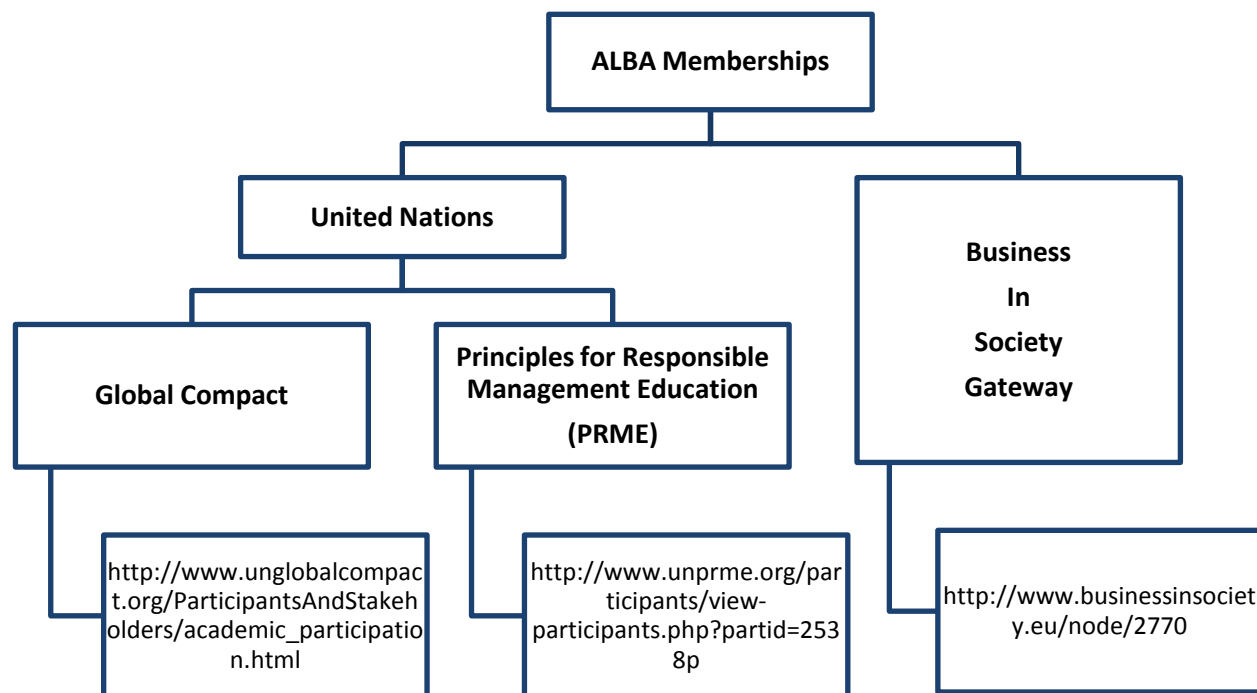 ALBA Memberships
United Nations
Business
In
Society
Gateway
Global Compact
Principles for Responsible
Management Education
(PRME)
http://www.unglobalcompac
t.org/ParticipantsAndStakeh
olders/academic_participatio
n.html
http://www.unprme.org/par
ticipants/view-
participants.php?partid=253
8p
http://www.businessinsociet
y.eu/node/2770